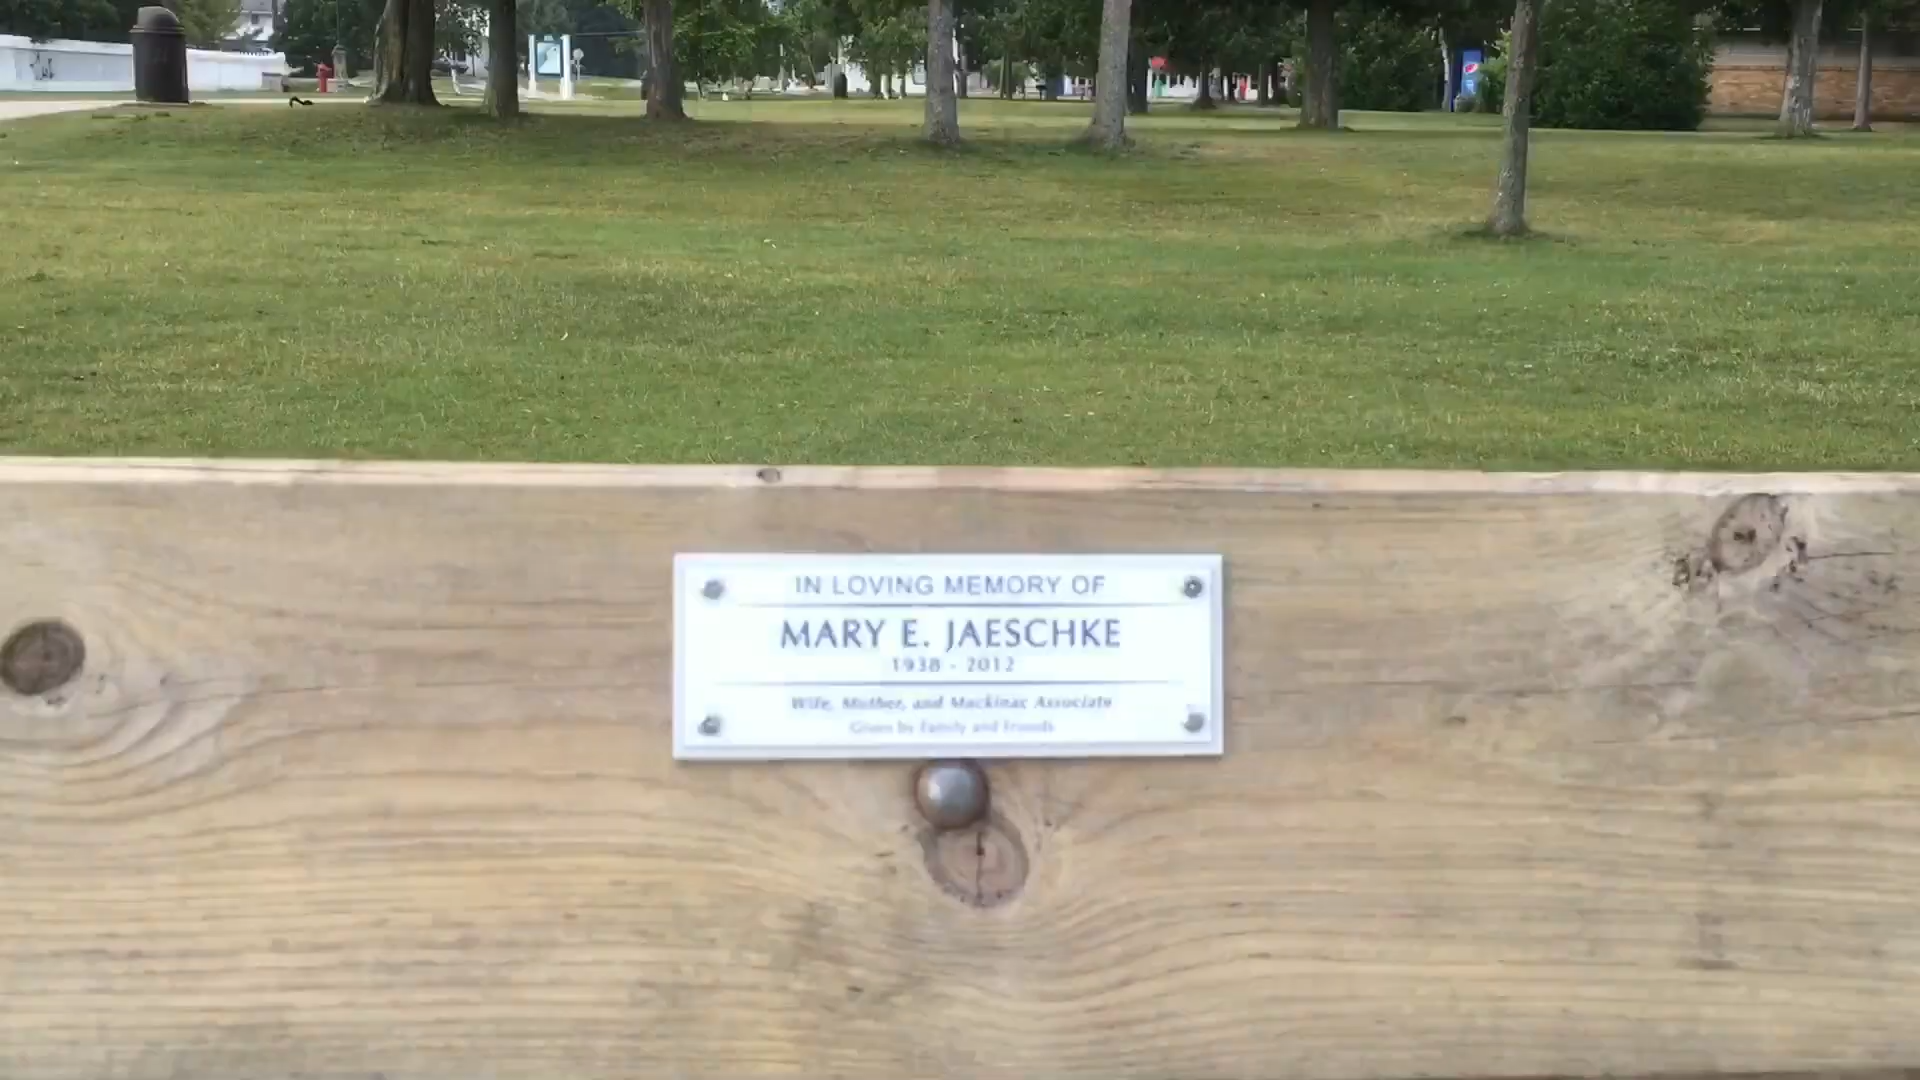 IN LOVING MEMORY OF
MARY E. JAESCHKE
1938 - 2012
Wife, Mother, and Mackinac Associate
Given by Family and Friends